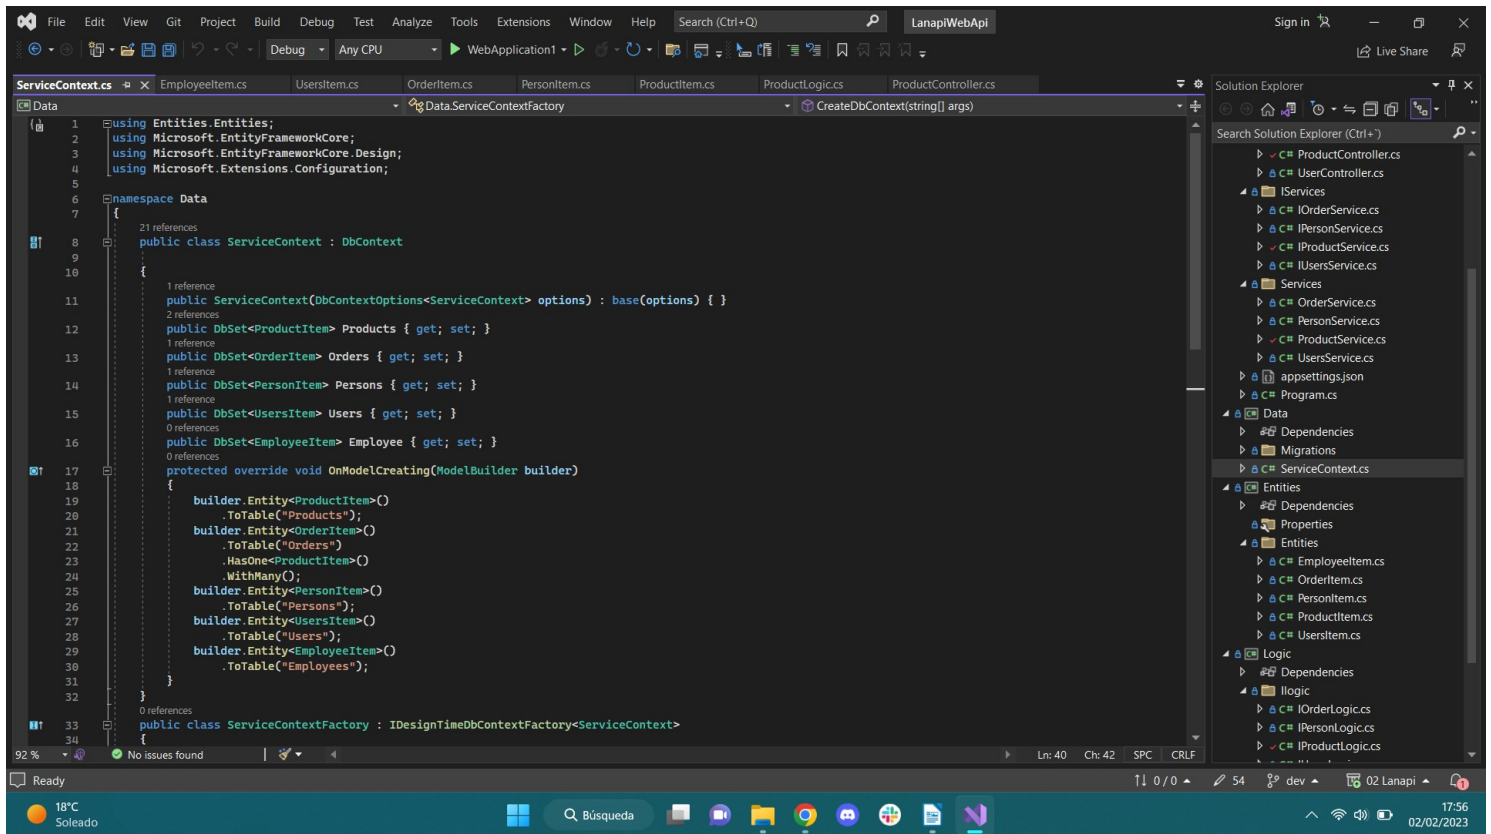 File Edit View Git Project Build Debug Test Analyze Tools Extensions Window Help Search (Ctrl+Q) LanapiWebApi Sign in
Debug Any CPU WebApplication1 Live Share
ServiceContext.cs EmployeeItem.cs UsersItem.cs OrderItem.cs PersonItem.cs ProductItem.cs ProductLogic.cs ProductController.cs
Data Data.ServiceContextFactory CreateDbContext(string[] args)
1 using Entities.Entities;
2 using Microsoft.EntityFrameworkCore;
3 using Microsoft.EntityFrameworkCore.Design;
4 using Microsoft.Extensions.Configuration;
5
6 namespace Data
7 {
21 references
8 public class ServiceContext : DbContext
9
10 {
1 reference
11 public ServiceContext(DbContextOptions<ServiceContext> options) : base(options) { }
2 references
12 public DbSet<ProductItem> Products { get; set; }
1 reference
13 public DbSet<OrderItem> Orders { get; set; }
1 reference
14 public DbSet<PersonItem> Persons { get; set; }
1 reference
15 public DbSet<UsersItem> Users { get; set; }
0 references
16 public DbSet<EmployeeItem> Employee { get; set; }
0 references
17 protected override void OnModelCreating(ModelBuilder builder)
18 {
19 builder.Entity<ProductItem>()
20 .ToTable("Products");
21 builder.Entity<OrderItem>()
22 .ToTable("Orders")
23 .HasOne<ProductItem>()
24 .WithMany();
25 builder.Entity<PersonItem>()
26 .ToTable("Persons");
27 builder.Entity<UsersItem>()
28 .ToTable("Users");
29 builder.Entity<EmployeeItem>()
30 .ToTable("Employees");
31 }
32 }
0 references
33 public class ServiceContextFactory : IDesignTimeDbContextFactory<ServiceContext>
34 {
92 % No issues found Ln: 40 Ch: 42 SPC CRLF
Solution Explorer
Search Solution Explorer (Ctrl+`)
C# ProductController.cs
C# UserController.cs
IServices
C# IOrderService.cs
C# IPersonService.cs
C# IProductService.cs
C# IUsersService.cs
Services
C# OrderService.cs
C# PersonService.cs
C# ProductService.cs
C# UsersService.cs
appsettings.json
C# Program.cs
C# Data
Dependencies
Migrations
C# ServiceContext.cs
C# Entities
Dependencies
Properties
Entities
C# EmployeeItem.cs
C# OrderItem.cs
C# PersonItem.cs
C# ProductItem.cs
C# UsersItem.cs
C# Logic
Dependencies
Ilogic
C# IOrderLogic.cs
C# IPersonLogic.cs
C# IProductLogic.cs
Ready 0 / 0 54 dev 02 Lanapi 1
18°C
Soleado
Búsqueda
17:56
02/02/2023